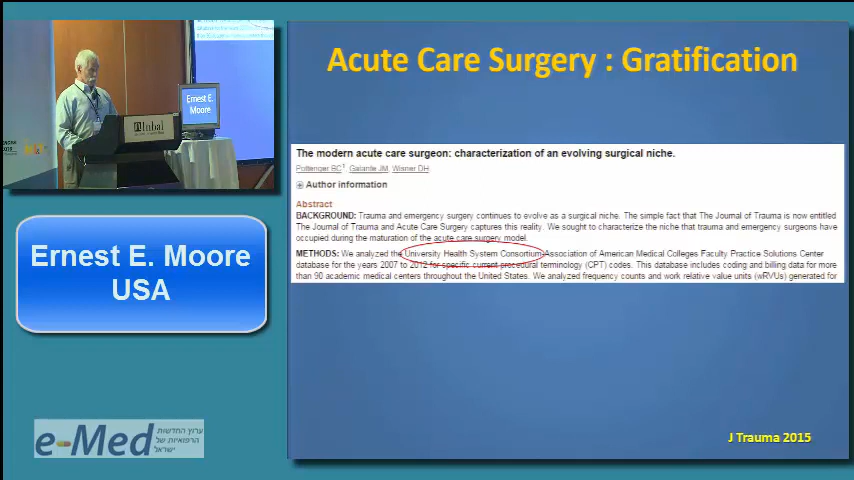 Acute Care Surgery : Gratification
Ernest E.
Moore
Inbal
The modern acute care surgeon: characterization of an evolving surgical niche.
Pottenger BC1, Galante JM, Wisner DH
Author information
Abstract
BACKGROUND: Trauma and emergency surgery continues to evolve as a surgical niche. The simple fact that The Journal of Trauma is now entitled
The Journal of Trauma and Acute Care Surgery captures this reality. We sought to characterize the niche that trauma and emergency surgeons have
occupied during the maturation of the acute care surgery model.
METHODS: We analyzed the University Health System Consortium-Association of American Medical Colleges Faculty Practice Solutions Center
database for the years 2007 to 2012 for specific current procedural terminology (CPT) codes. This database includes coding and billing data for more
than 90 academic medical centers throughout the United States. We analyzed frequency counts and work relative value units (wRVUs) generated for
Ernest E. Moore
USA
e-Med
ערוץ החדשות
הרפואיות של
ישראל
J Trauma 2015